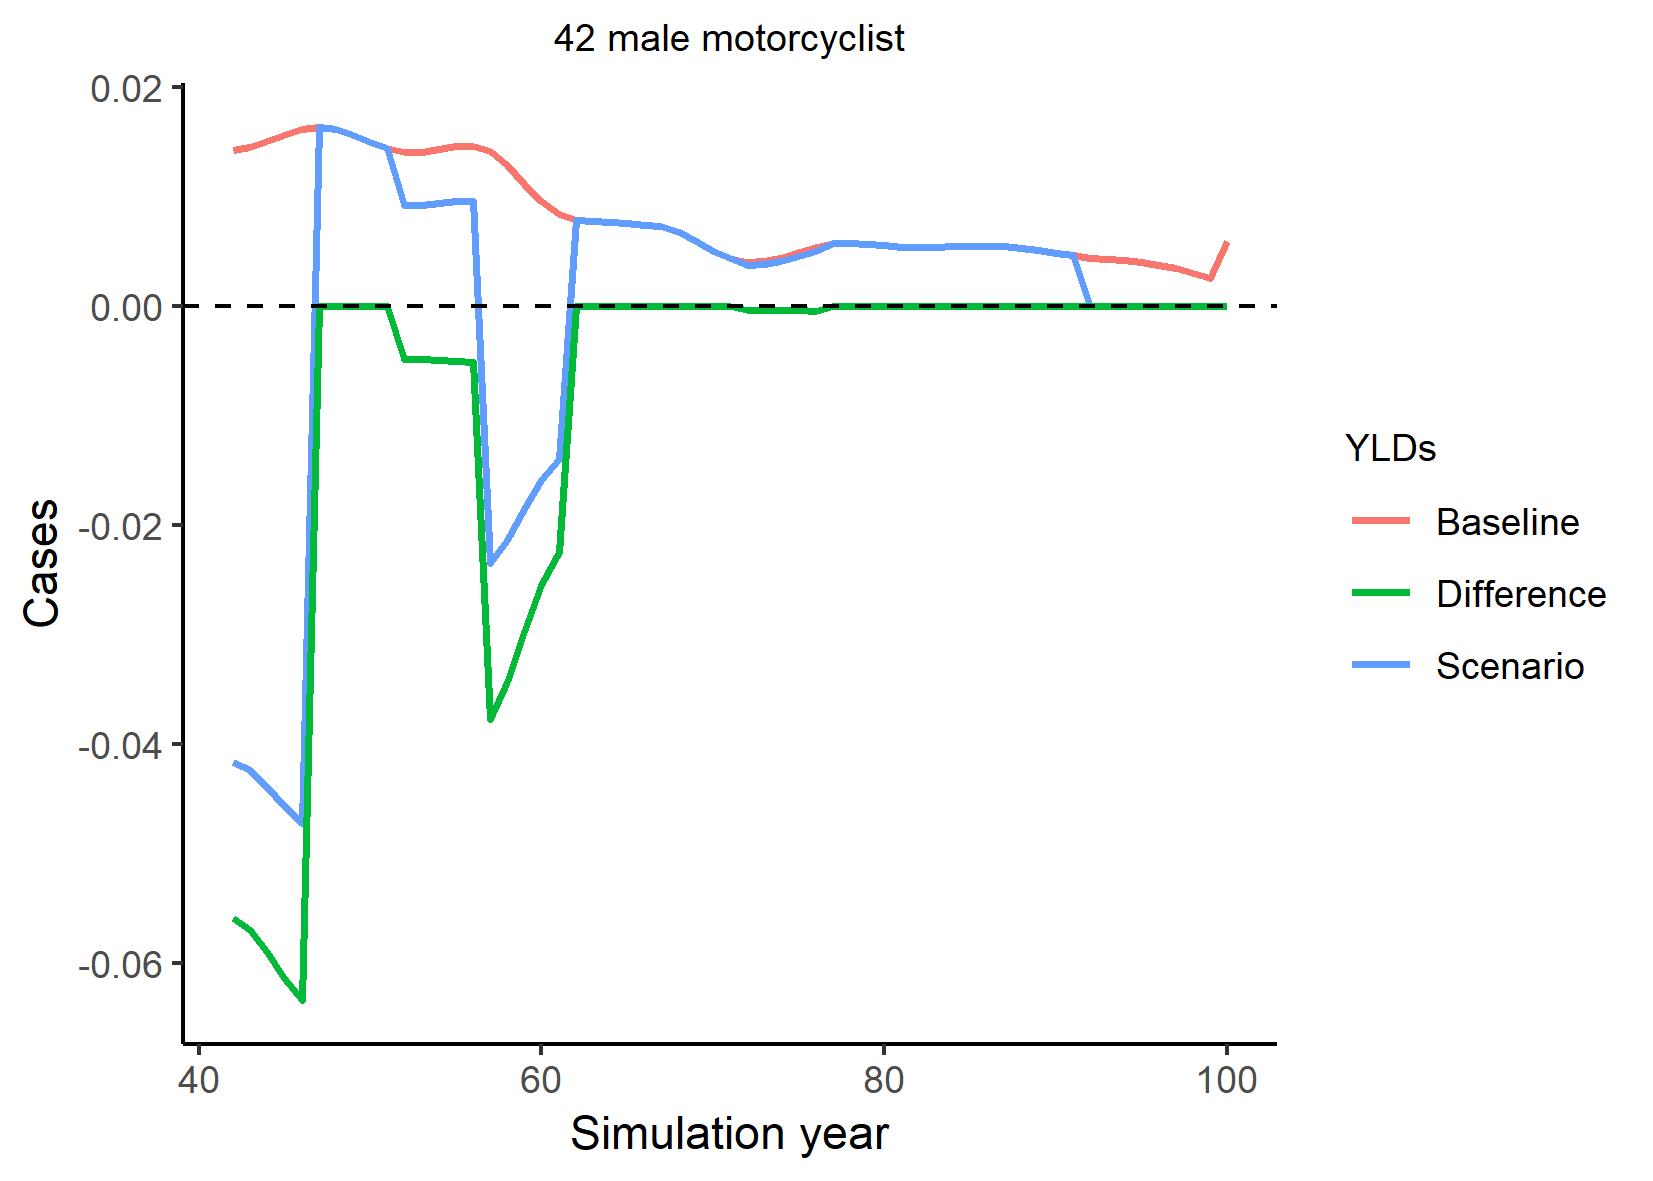 42 male motorcyclist
0.02
0.00
-0.02
-0.04
-0.06
Cases
40
60
80
100
Simulation year
YLDs
Baseline
Difference
Scenario